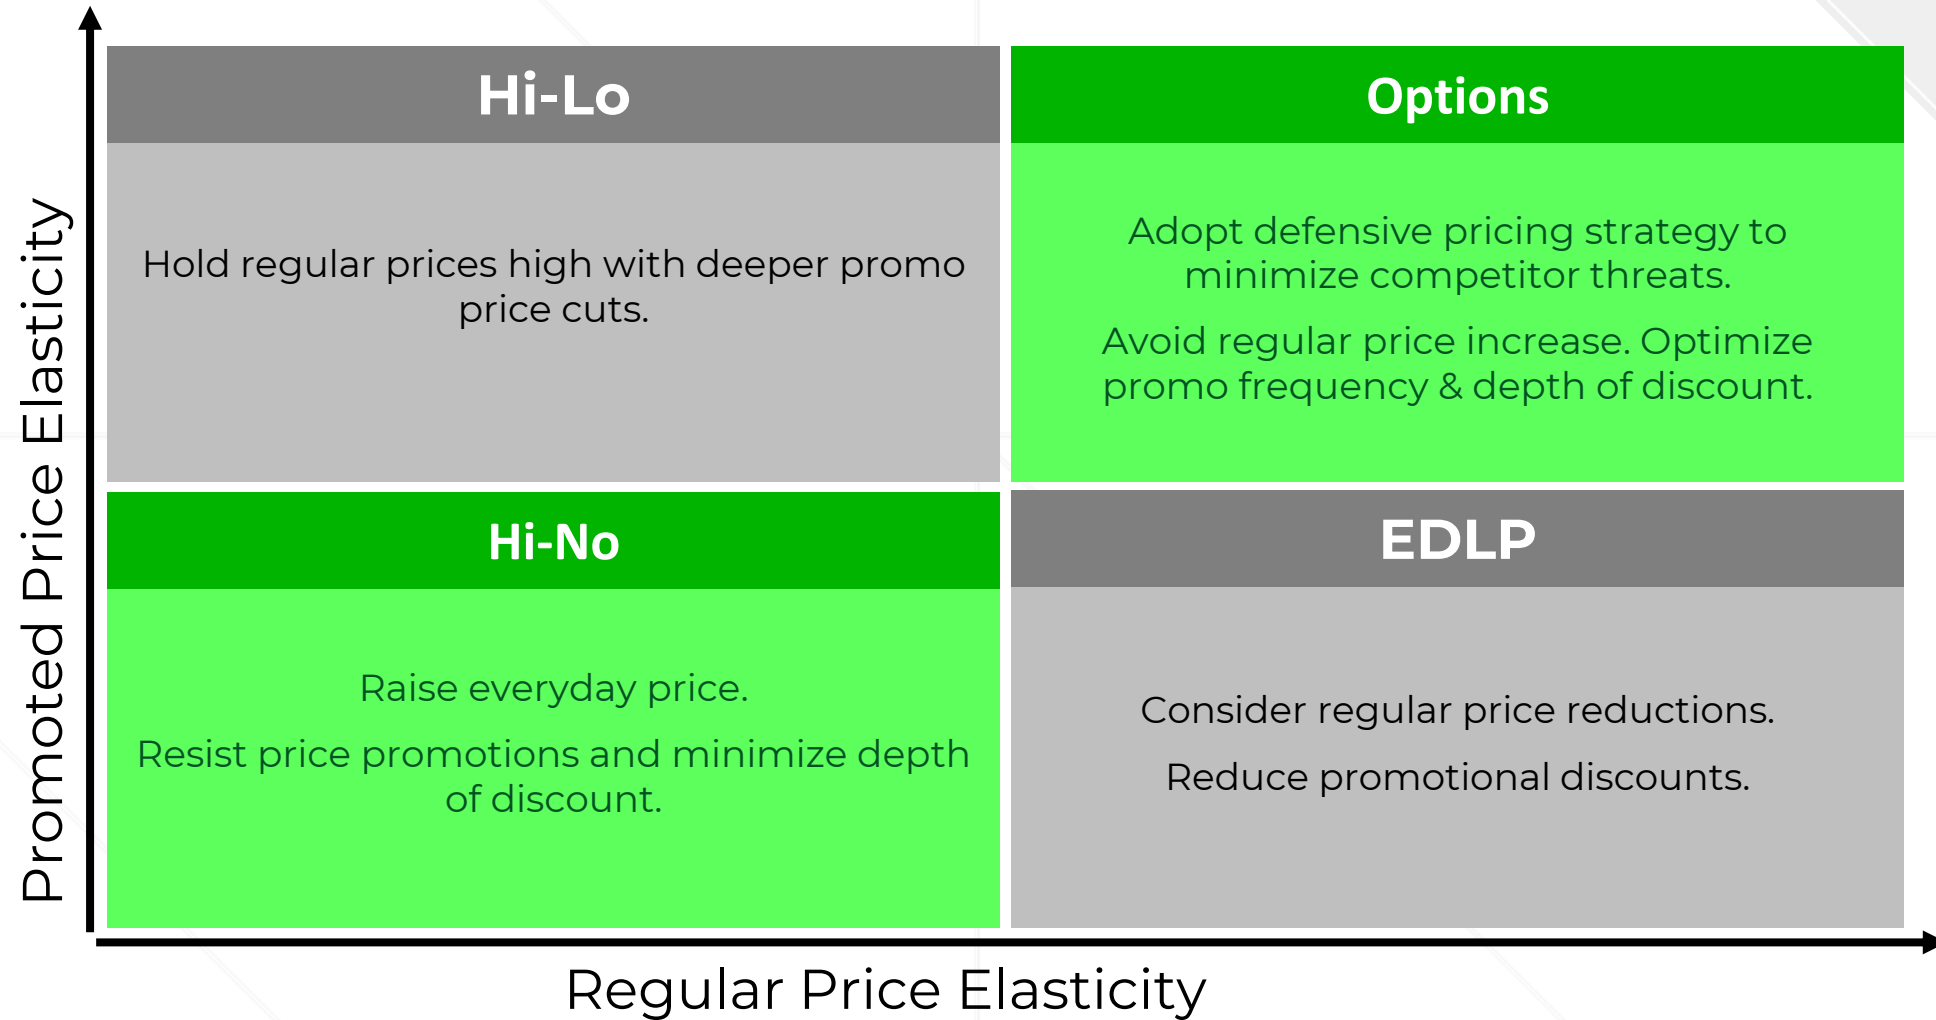 Promoted Price Elasticity
Hi-Lo
Hold regular prices high with deeper promo
price cuts.
Options
Adopt defensive pricing strategy to
minimize competitor threats.
Avoid regular price increase. Optimize
promo frequency & depth of discount.
Hi-No
Raise everyday price.
Resist price promotions and minimize depth
of discount.
EDLP
Consider regular price reductions.
Reduce promotional discounts.
Regular Price Elasticity